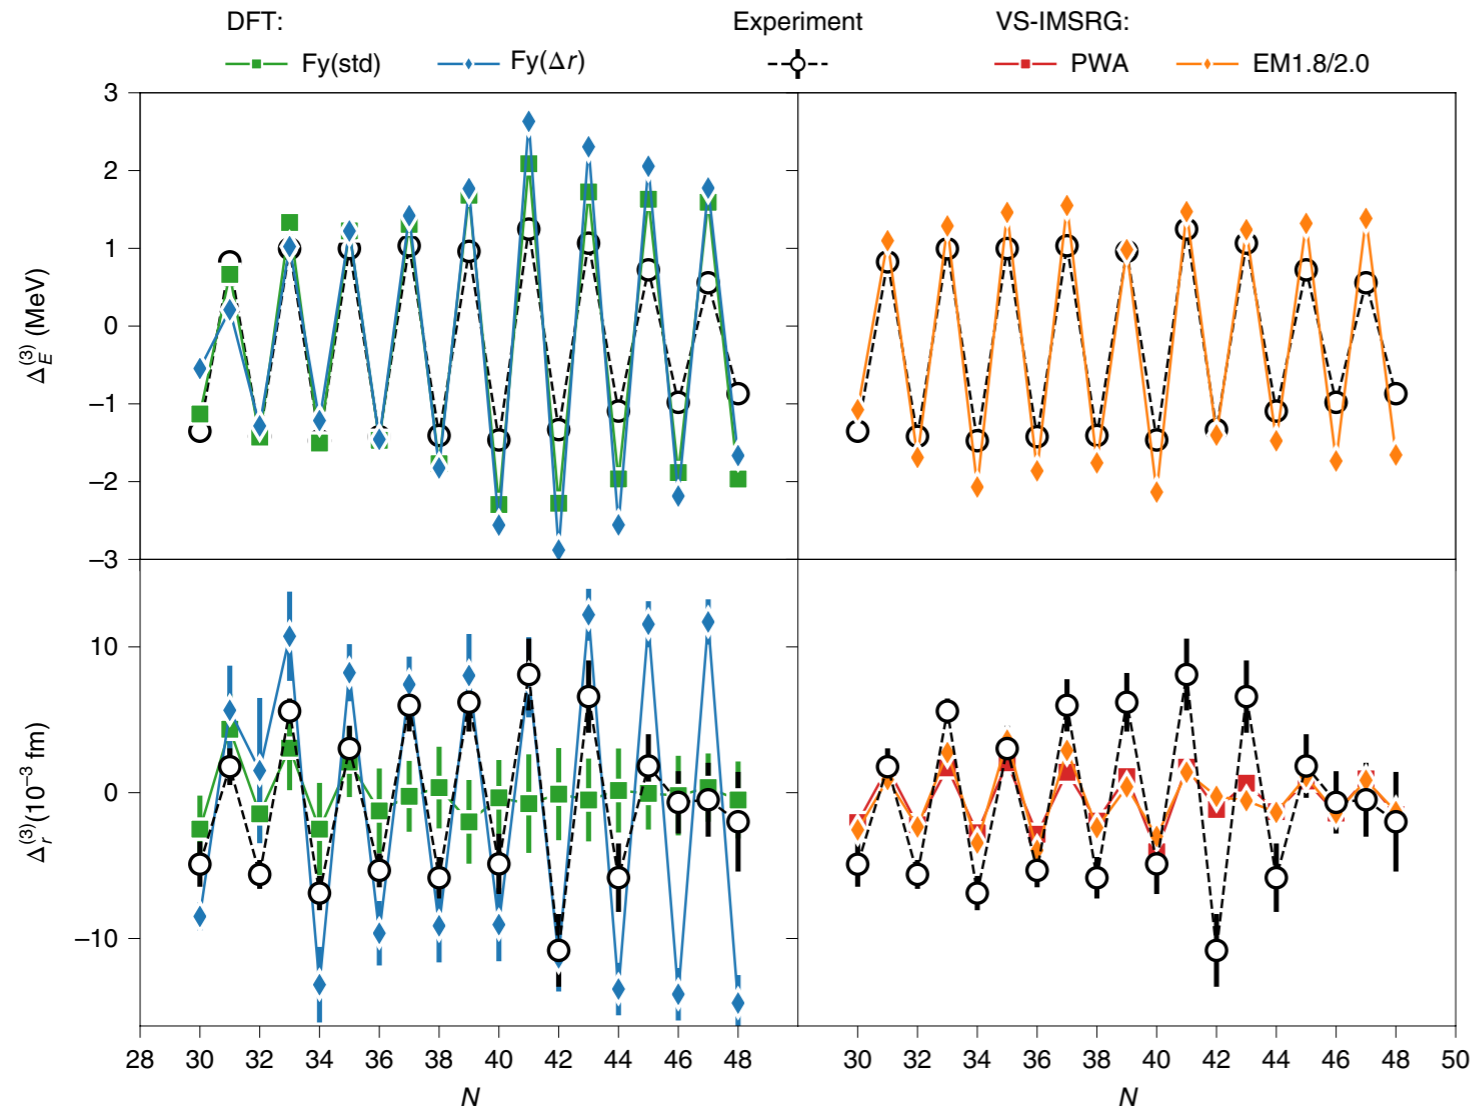 DFT: Experiment VS-IMSRG:
Fy(std) Fy(Δr) PWA EM1.8/2.0
3
2
1
0
−1
−2
−3
Δ_E^(3) (MeV)
10
0
−10
Δ_r^(3) (10^−3 fm)
28 30 32 34 36 38 40 42 44 46 48 30 32 34 36 38 40 42 44 46 48 50
N N